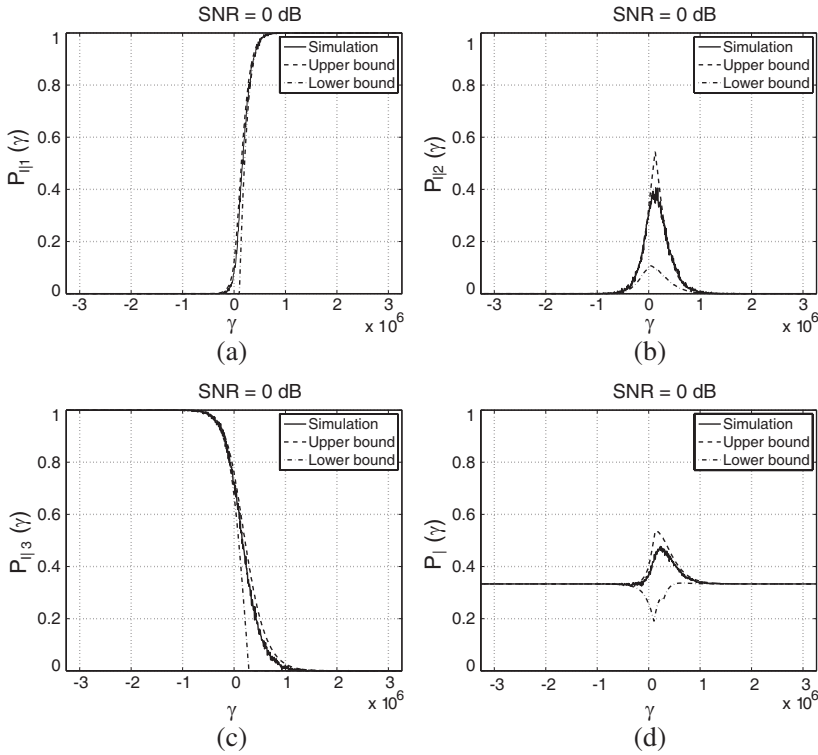 SNR = 0 dB
Simulation
Upper bound
Lower bound
1
0.8
0.6
0.4
0.2
0
P_{I|1} (γ)
-3 -2 -1 0 1 2 3
γ
x 10^6
(a)
SNR = 0 dB
Simulation
Upper bound
Lower bound
1
0.8
0.6
0.4
0.2
0
P_{I|2} (γ)
-3 -2 -1 0 1 2 3
γ
x 10^6
(b)
SNR = 0 dB
Simulation
Upper bound
Lower bound
1
0.8
0.6
0.4
0.2
0
P_{I|3} (γ)
-3 -2 -1 0 1 2 3
γ
x 10^6
(c)
SNR = 0 dB
Simulation
Upper bound
Lower bound
1
0.8
0.6
0.4
0.2
0
P_I (γ)
-3 -2 -1 0 1 2 3
γ
x 10^6
(d)